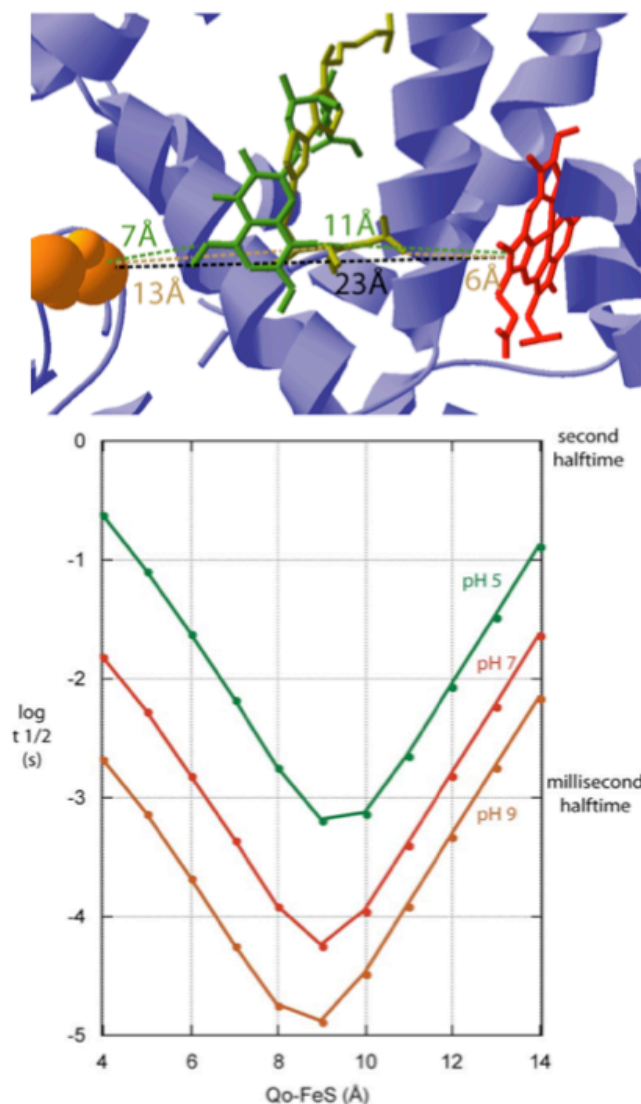 7Å
11Å
13Å
23Å
6Å
0
second
halftime
-1
pH 5
-2
pH 7
log
t 1/2
(s)
millisecond
halftime
-3
pH 9
-4
-5
4
6
8
10
12
14
Qo-FeS (Å)